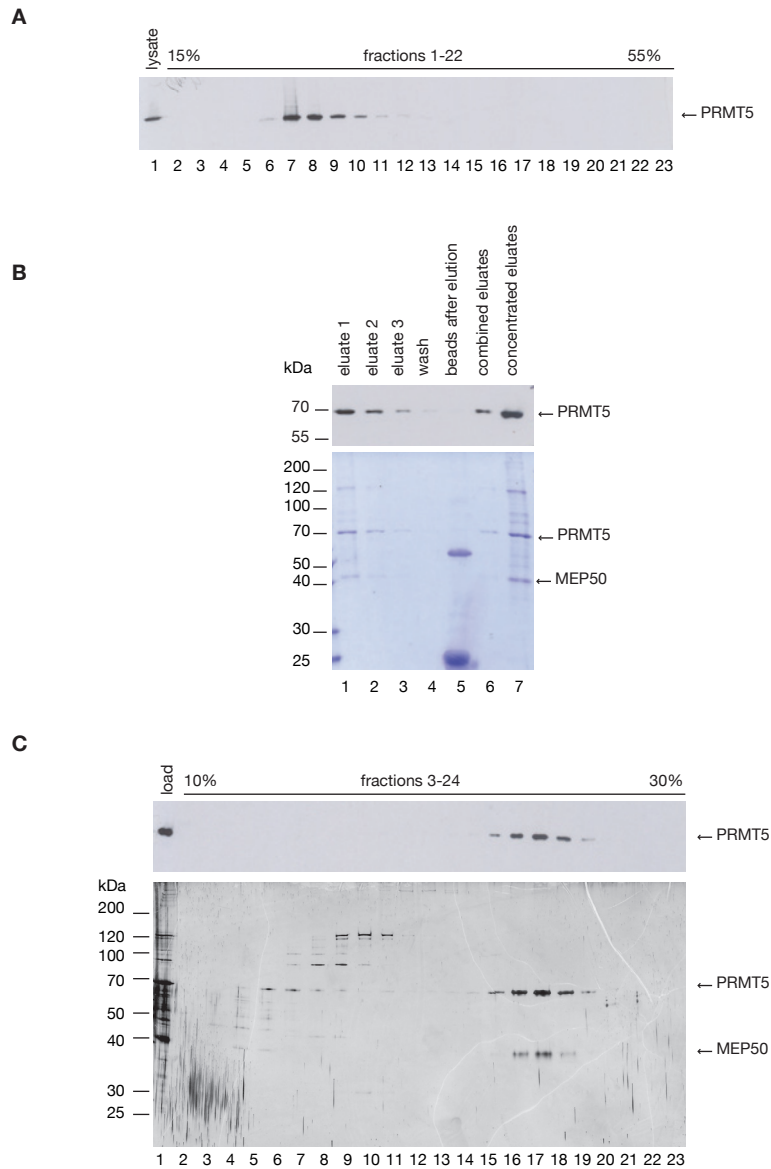 A
lysate
15% fractions 1-22 55%
← PRMT5
1 2 3 4 5 6 7 8 9 10 11 12 13 14 15 16 17 18 19 20 21 22 23
B
kDa
eluate 1
eluate 2
eluate 3
wash
beads after elution
combined eluates
concentrated eluates
70
← PRMT5
55
200
120
100
70
← PRMT5
50
40
← MEP50
30
25
1 2 3 4 5 6 7
C
load
10% fractions 3-24 30%
← PRMT5
kDa
200
120
100
70
← PRMT5
50
40
← MEP50
30
25
1 2 3 4 5 6 7 8 9 10 11 12 13 14 15 16 17 18 19 20 21 22 23